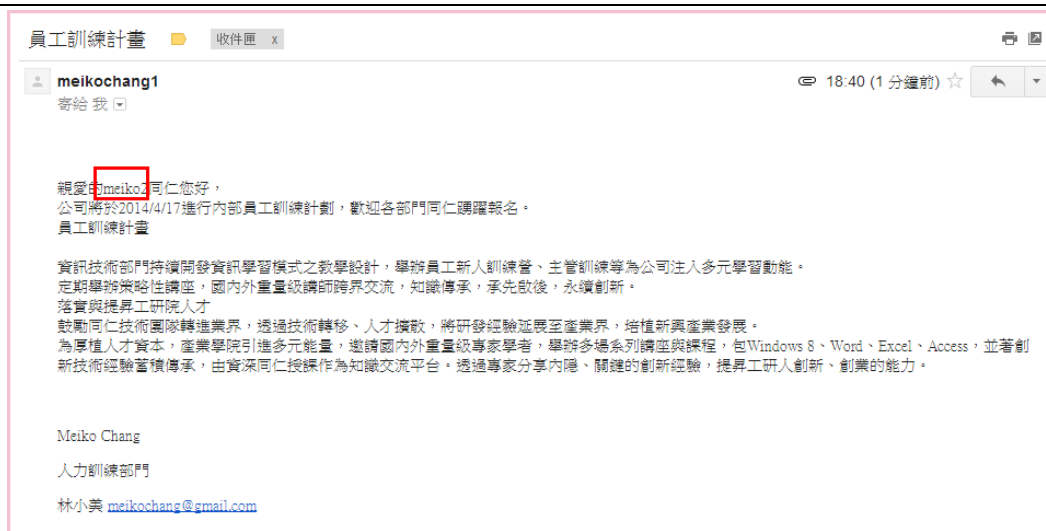 員工訓練計畫 收件匣 x
meikochang1
18:40 (1 分鐘前)
寄給 我
親愛的meiko2同仁您好，
公司將於2014/4/17進行內部員工訓練計劃，歡迎各部門同仁踴躍報名。
員工訓練計畫
資訊技術部門持續開發資訊學習模式之教學設計，舉辦員工新人訓練營、主管訓練等為公司注入多元學習動能。
定期舉辦策略性講座，國內外重量級講師跨界交流，知識傳承，承先啟後，永續創新。
落實與提昇工研院人才
鼓勵同仁技術團隊轉進業界，透過技術轉移、人才擴散，將研發經驗延展至產業界，培植新興產業發展。
為厚植人才資本，產業學院引進多元能量，邀請國內外重量級專家學者，舉辦多場系列講座與課程，包Windows 8、Word、Excel、Access，並著創
新技術經驗蓄積傳承，由資深同仁授課作為知識交流平台。透過專家分享內隱、關鍵的創新經驗，提昇工研人創新、創業的能力。
Meiko Chang
人力訓練部門
林小美 meikochang@gmail.com